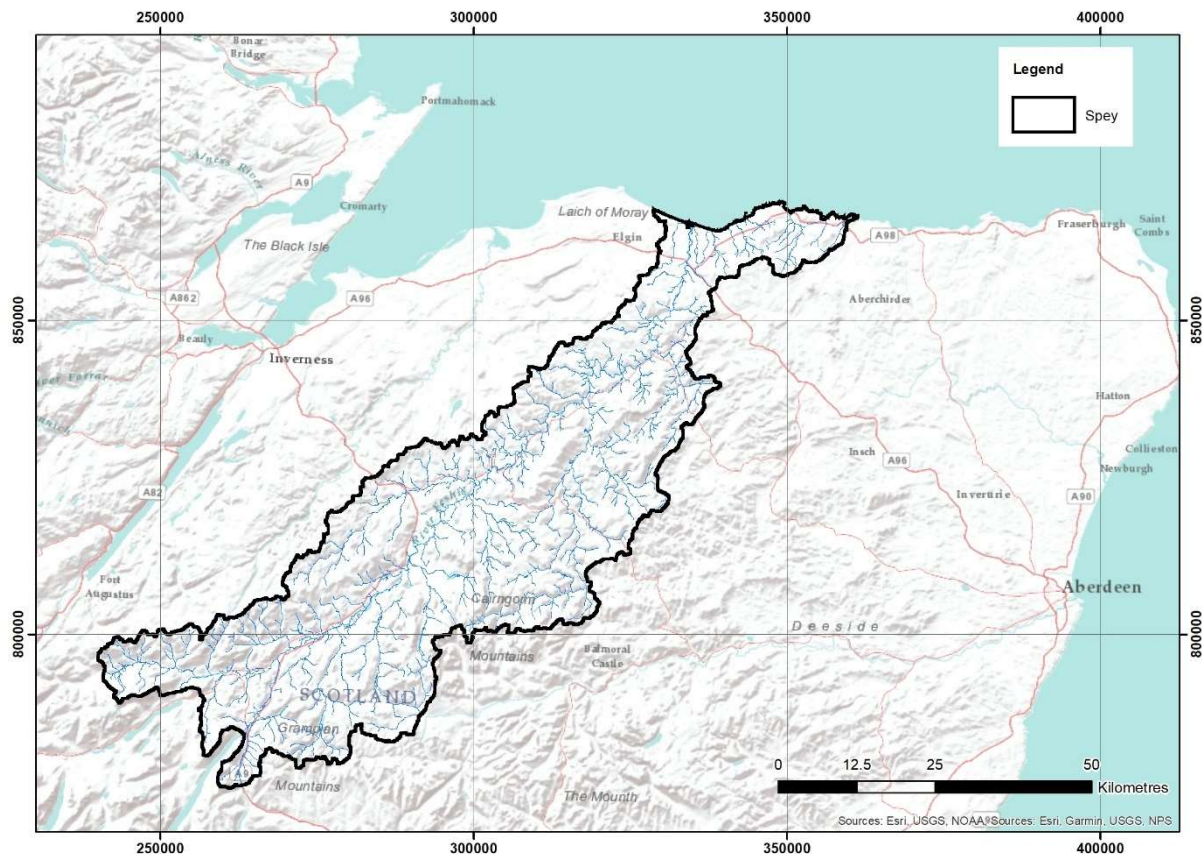 250000
300000
350000
400000
Bonar
Bridge
Legend
Spey
Portmahomack
Alness River
A9
Cromarty
Laich of Moray
Elgin
Fraserburgh
Saint
Combs
A98
The Black Isle
A862
A96
Aberchirder
850000
850000
Beauly
Inverness
Hatton
Insch
A96
Collieston
Newburgh
A82
Inverurie
A90
Fort
Augustus
Cairngorm
Aberdeen
Deeside
800000
800000
Mountains
Balmoral
Castle
SCOTLAND
Grampian
A9
Mountains
The Mounth
0
12.5
25
50
Kilometres
Sources: Esri, USGS, NOAA, Sources: Esri, Garmin, USGS, NPS
250000
300000
350000
400000